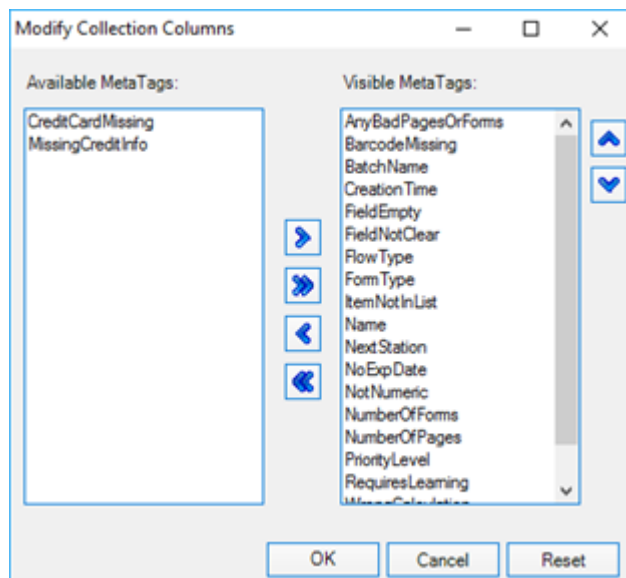 Modify Collection Columns
Available MetaTags:
CreditCardMissing
MissingCreditInfo
Visible MetaTags:
AnyBadPagesOrForms
BarcodeMissing
BatchName
CreationTime
FieldEmpty
FieldNotClear
FlowType
FormType
ItemNotInList
Name
NextStation
NoExpDate
NotNumeric
NumberOfForms
NumberOfPages
PriorityLevel
RequiresLearning
WrongCalculation
OK
Cancel
Reset